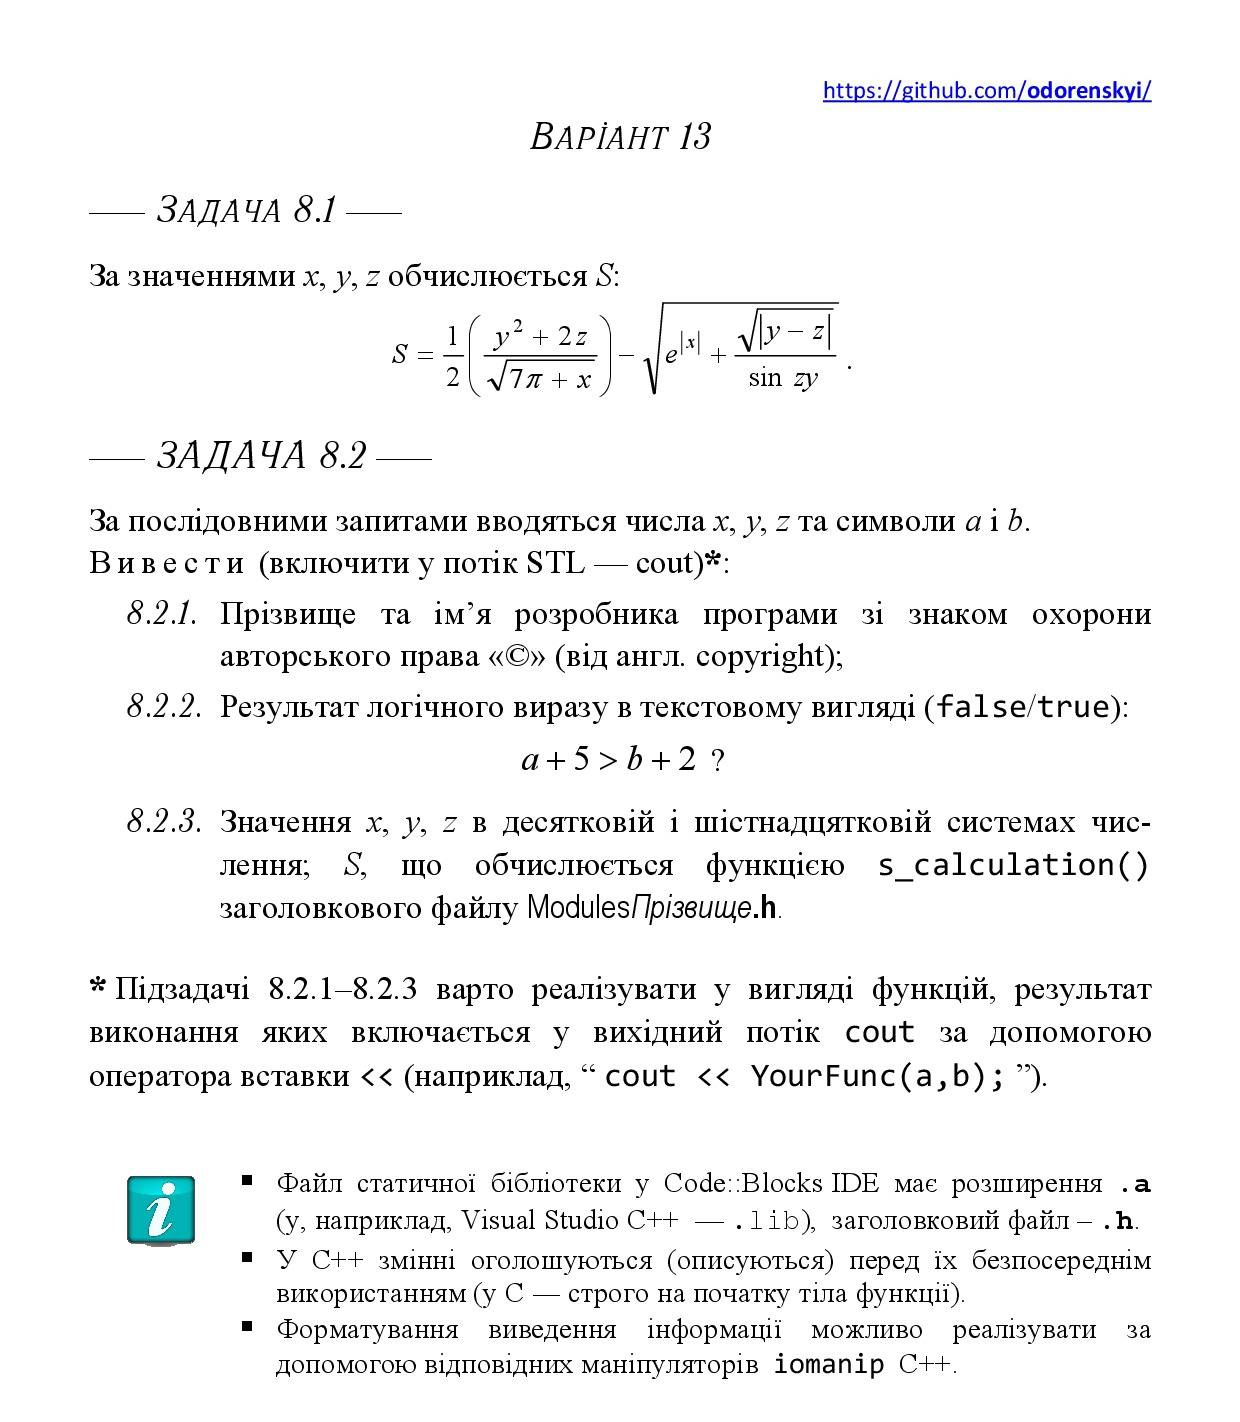 https://github.com/odorenskyi/
ВАРІАНТ 13
—— ЗАДАЧА 8.1 ——
За значеннями x, y, z обчислюється S:
S = \frac{1}{2}\left(\frac{y^2 + 2z}{\sqrt{7\pi + x}}\right) - \sqrt{e^{|x|} + \frac{\sqrt{|y - z|}}{\sin zy}} .
—— ЗАДАЧА 8.2 ——
За послідовними запитами вводяться числа x, y, z та символи a і b.
Вивести (включити у потік STL — cout)*:
8.2.1. Прізвище та ім’я розробника програми зі знаком охорони
авторського права «©» (від англ. copyright);
8.2.2. Результат логічного виразу в текстовому вигляді (false/true):
a + 5 > b + 2 ?
8.2.3. Значення x, y, z в десятковій і шістнадцятковій системах чис-
лення; S, що обчислюється функцією s_calculation()
заголовкового файлу ModulesПрізвище.h.
* Підзадачі 8.2.1–8.2.3 варто реалізувати у вигляді функцій, результат
виконання яких включається у вихідний потік cout за допомогою
оператора вставки << (наприклад, “ cout << YourFunc(a,b); ”).
▪ Файл статичної бібліотеки у Code::Blocks IDE має розширення .a
(у, наприклад, Visual Studio C++ — .lib), заголовковий файл – .h.
▪ У C++ змінні оголошуються (описуються) перед їх безпосереднім
використанням (у C — строго на початку тіла функції).
▪ Форматування виведення інформації можливо реалізувати за
допомогою відповідних маніпуляторів iomanip C++.